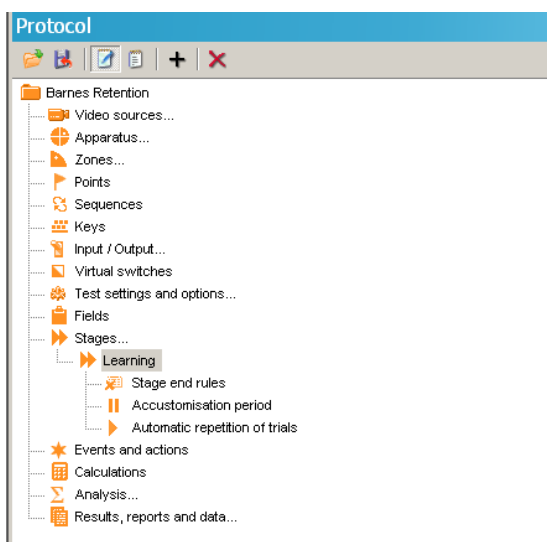 Protocol
Barnes Retention
Video sources...
Apparatus...
Zones...
Points
Sequences
Keys
Input / Output...
Virtual switches
Test settings and options...
Fields
Stages...
Learning
Stage end rules
Accustomisation period
Automatic repetition of trials
Events and actions
Calculations
Analysis...
Results, reports and data...